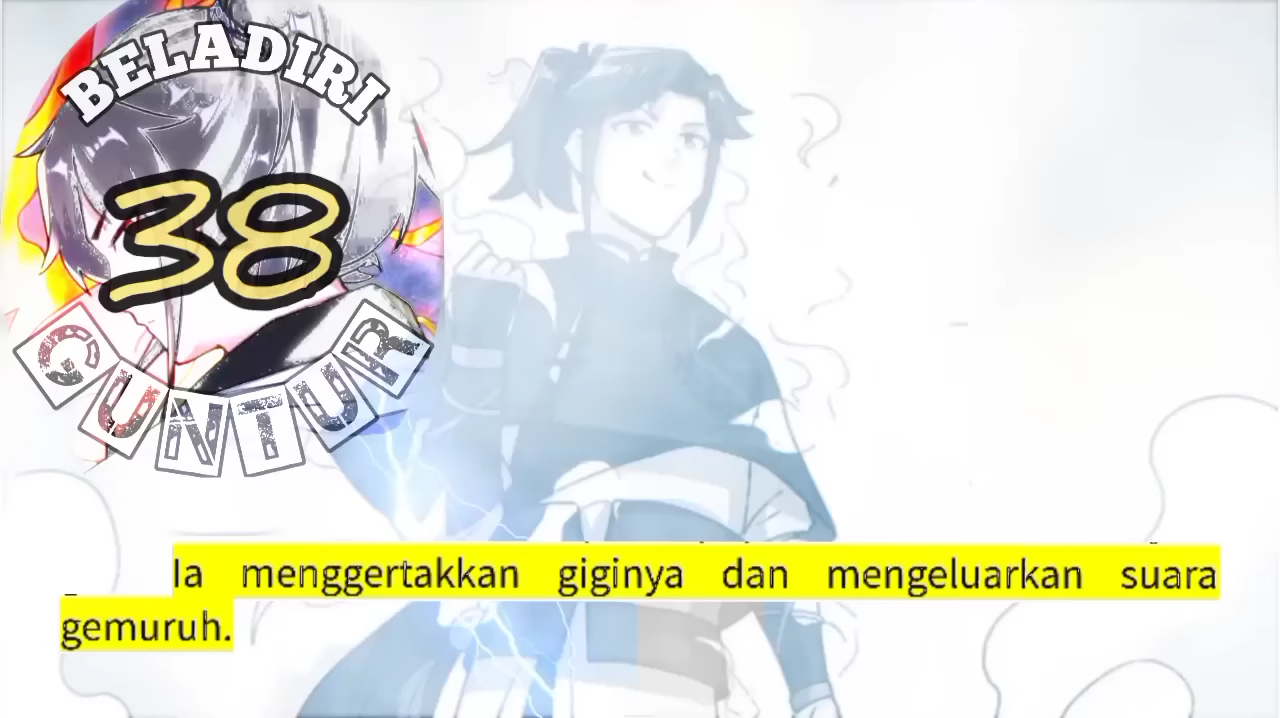 BELADIRI
38
GUNTUR
Ia menggertakkan giginya dan mengeluarkan suara
gemuruh.